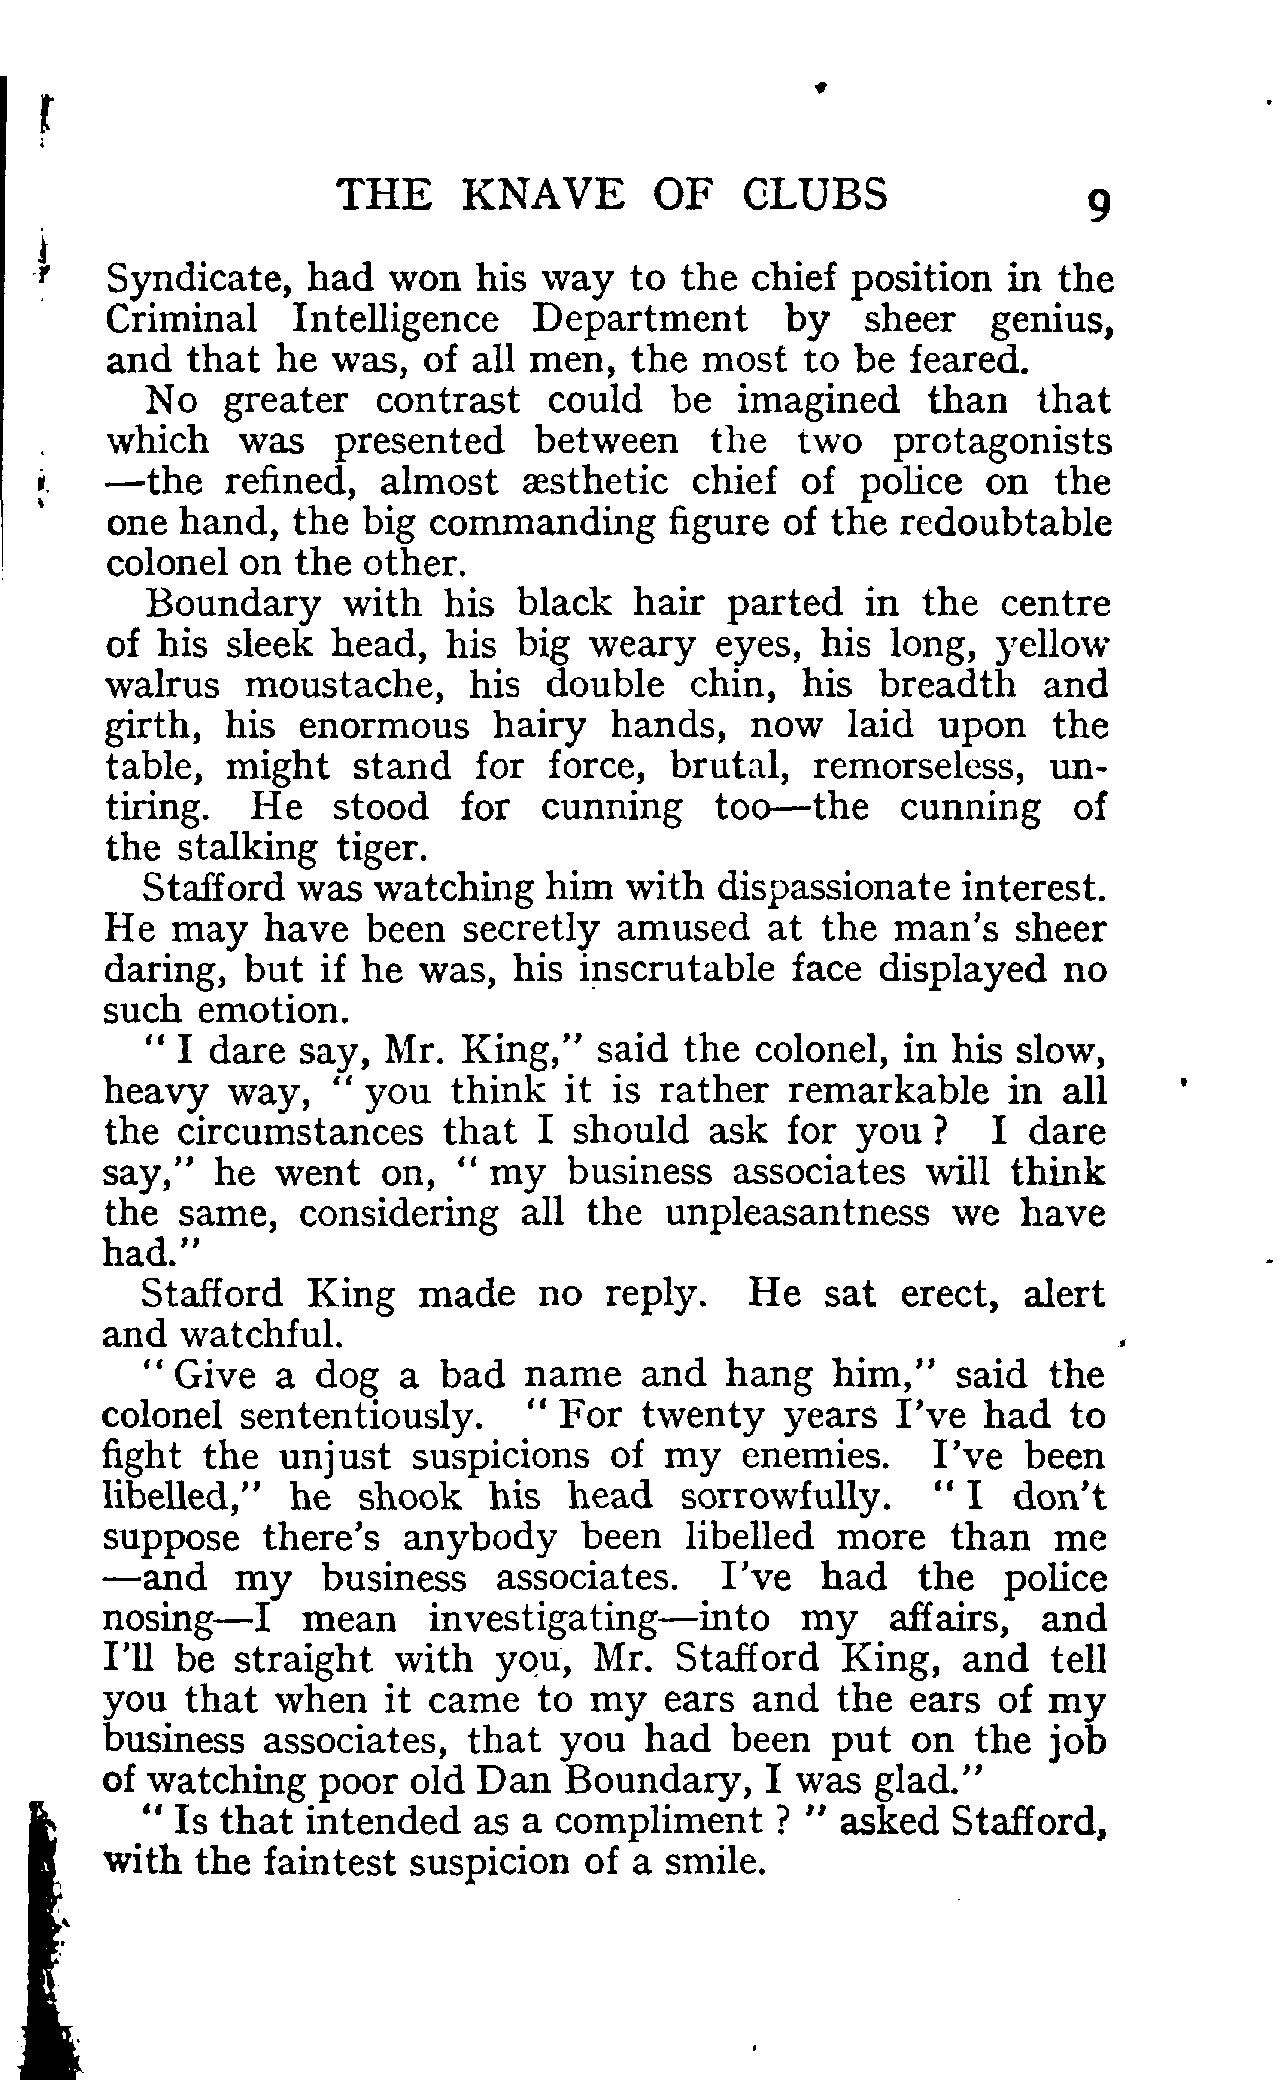 THE KNAVE OF CLUBS 9
Syndicate, had won his way to the chief position in the
Criminal Intelligence Department by sheer genius,
and that he was, of all men, the most to be feared.
No greater contrast could be imagined than that
which was presented between the two protagonists
—the refined, almost æsthetic chief of police on the
one hand, the big commanding figure of the redoubtable
colonel on the other.
Boundary with his black hair parted in the centre
of his sleek head, his big weary eyes, his long, yellow
walrus moustache, his double chin, his breadth and
girth, his enormous hairy hands, now laid upon the
table, might stand for force, brutal, remorseless, un-
tiring. He stood for cunning too—the cunning of
the stalking tiger.
Stafford was watching him with dispassionate interest.
He may have been secretly amused at the man's sheer
daring, but if he was, his inscrutable face displayed no
such emotion.
" I dare say, Mr. King," said the colonel, in his slow,
heavy way, " you think it is rather remarkable in all
the circumstances that I should ask for you ? I dare
say," he went on, " my business associates will think
the same, considering all the unpleasantness we have
had."
Stafford King made no reply. He sat erect, alert
and watchful.
" Give a dog a bad name and hang him," said the
colonel sententiously. " For twenty years I've had to
fight the unjust suspicions of my enemies. I've been
libelled," he shook his head sorrowfully. " I don't
suppose there's anybody been libelled more than me
—and my business associates. I've had the police
nosing—I mean investigating—into my affairs, and
I'll be straight with you, Mr. Stafford King, and tell
you that when it came to my ears and the ears of my
business associates, that you had been put on the job
of watching poor old Dan Boundary, I was glad."
" Is that intended as a compliment ? " asked Stafford,
with the faintest suspicion of a smile.